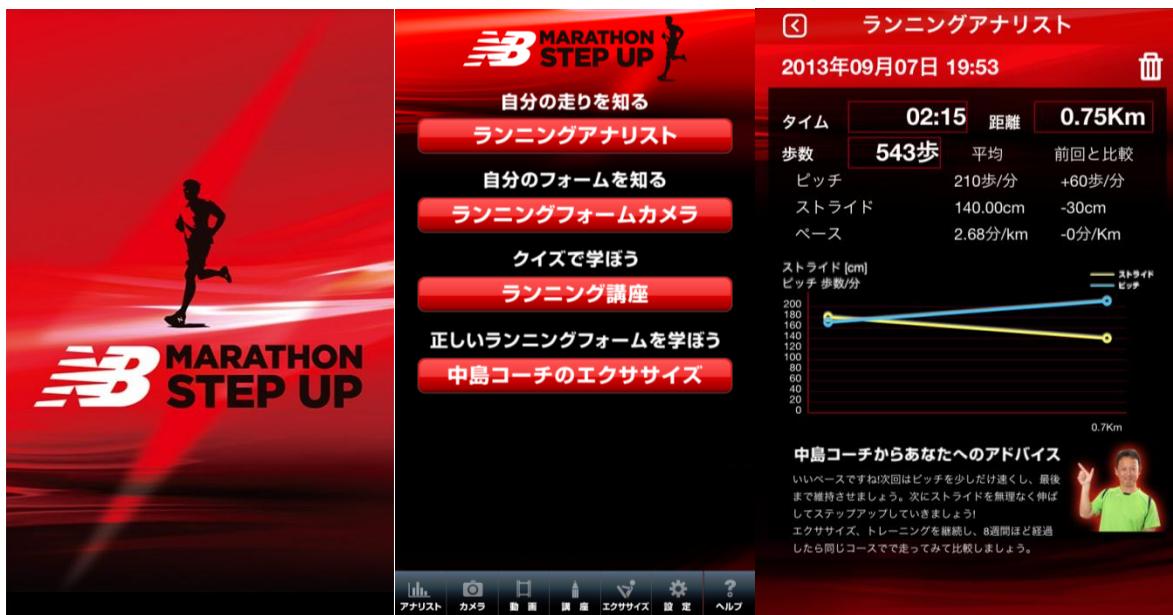 NB MARATHON
STEP UP
NB MARATHON
STEP UP
自分の走りを知る
ランニングアナリスト
自分のフォームを知る
ランニングフォームカメラ
クイズで学ぼう
ランニング講座
正しいランニングフォームを学ぼう
中島コーチのエクササイズ
アナリスト カメラ 動画 講座 エクササイズ 設定 ヘルプ
ランニングアナリスト
2013年09月07日 19:53
タイム 02:15 距離 0.75Km
歩数 543歩 平均 前回と比較
ピッチ 210歩/分 +60歩/分
ストライド 140.00cm -30cm
ペース 2.68分/km -0分/Km
ストライド [cm]
ピッチ 歩数/分
ストライド
ピッチ
200
180
160
140
120
100
80
60
40
20
0
0.7Km
中島コーチからあなたへのアドバイス
いいペースですね!次回はピッチを少しだけ速くし、最後
まで維持させましょう。次にストライドを無理なく伸ば
してステップアップしていきましょう!
エクササイズ、トレーニングを継続し、8週間ほど経過
したら同じコースでで走ってみて比較しましょう。